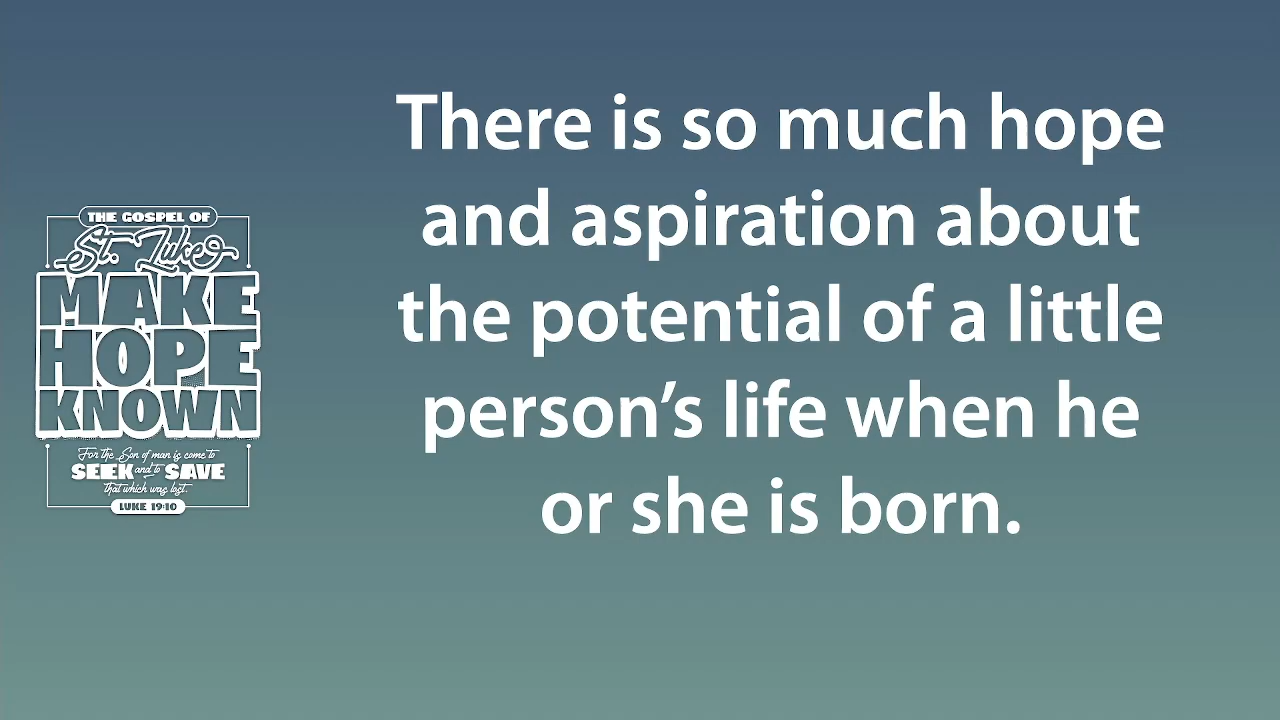 THE GOSPEL OF
St. Luke
MAKE
HOPE
KNOWN
For the Son of man is come to
SEEK and to SAVE
that which was lost.
LUKE 19:10
There is so much hope
and aspiration about
the potential of a little
person’s life when he
or she is born.